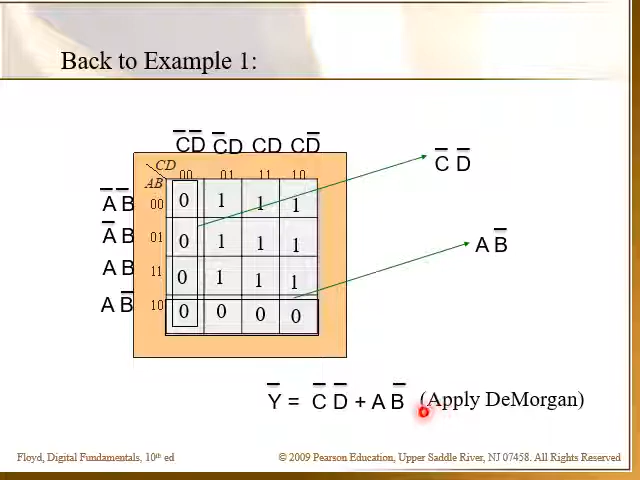 Back to Example 1:
C̅D̅ C̅D CD CD̅
CD
AB
00 01 11 10
A̅ B̅ 00 0 1 1 1
A̅ B 01 0 1 1 1
A B 11 0 1 1 1
A B̅ 10 0 0 0 0
C̅ D̅
A B̅
Y̅ = C̅ D̅ + A B̅ (Apply DeMorgan)
Floyd, Digital Fundamentals, 10th ed
© 2009 Pearson Education, Upper Saddle River, NJ 07458. All Rights Reserved